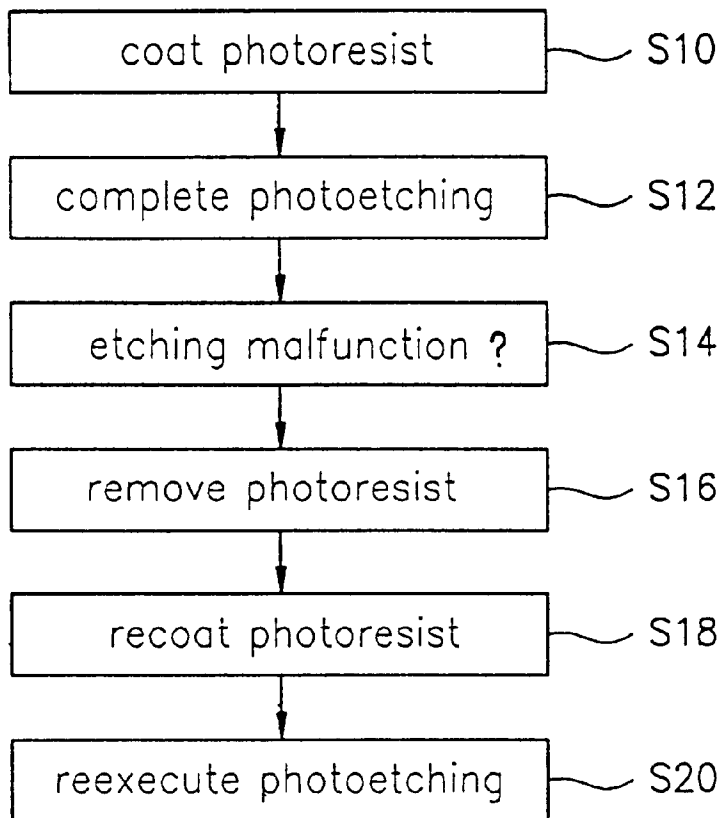 coat photoresist S10
complete photoetching S12
etching malfunction ? S14
remove photoresist S16
recoat photoresist S18
reexecute photoetching S20